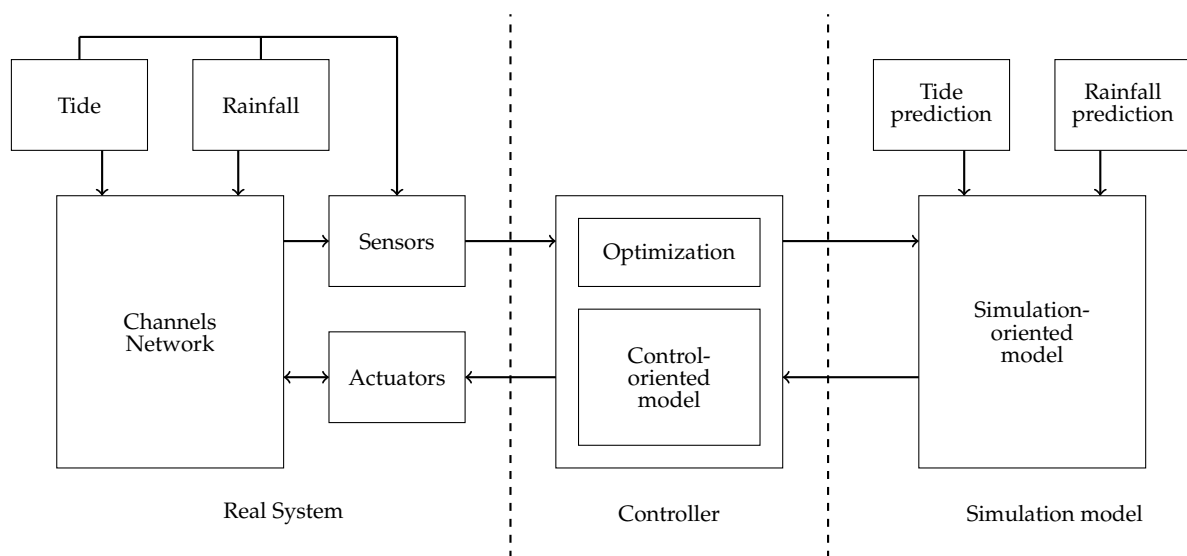 Tide
Rainfall
Tide
prediction
Rainfall
prediction
Sensors
Optimization
Channels
Network
Simulation-
oriented
model
Actuators
Control-
oriented
model
Real System
Controller
Simulation model